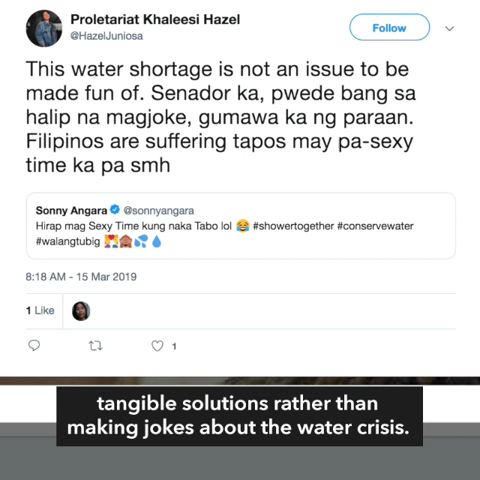 Proletariat Khaleesi Hazel
@HazelJuniosa
Follow
This water shortage is not an issue to be
made fun of. Senador ka, pwede bang sa
halip na magjoke, gumawa ka ng paraan.
Filipinos are suffering tapos may pa-sexy
time ka pa smh
Sonny Angara @sonnyangara
Hirap mag Sexy Time kung naka Tabo lol 😂 #showertogether #conservewater
#walangtubig 💑🙈💦💧
8:18 AM - 15 Mar 2019
1 Like
1
tangible solutions rather than
making jokes about the water crisis.